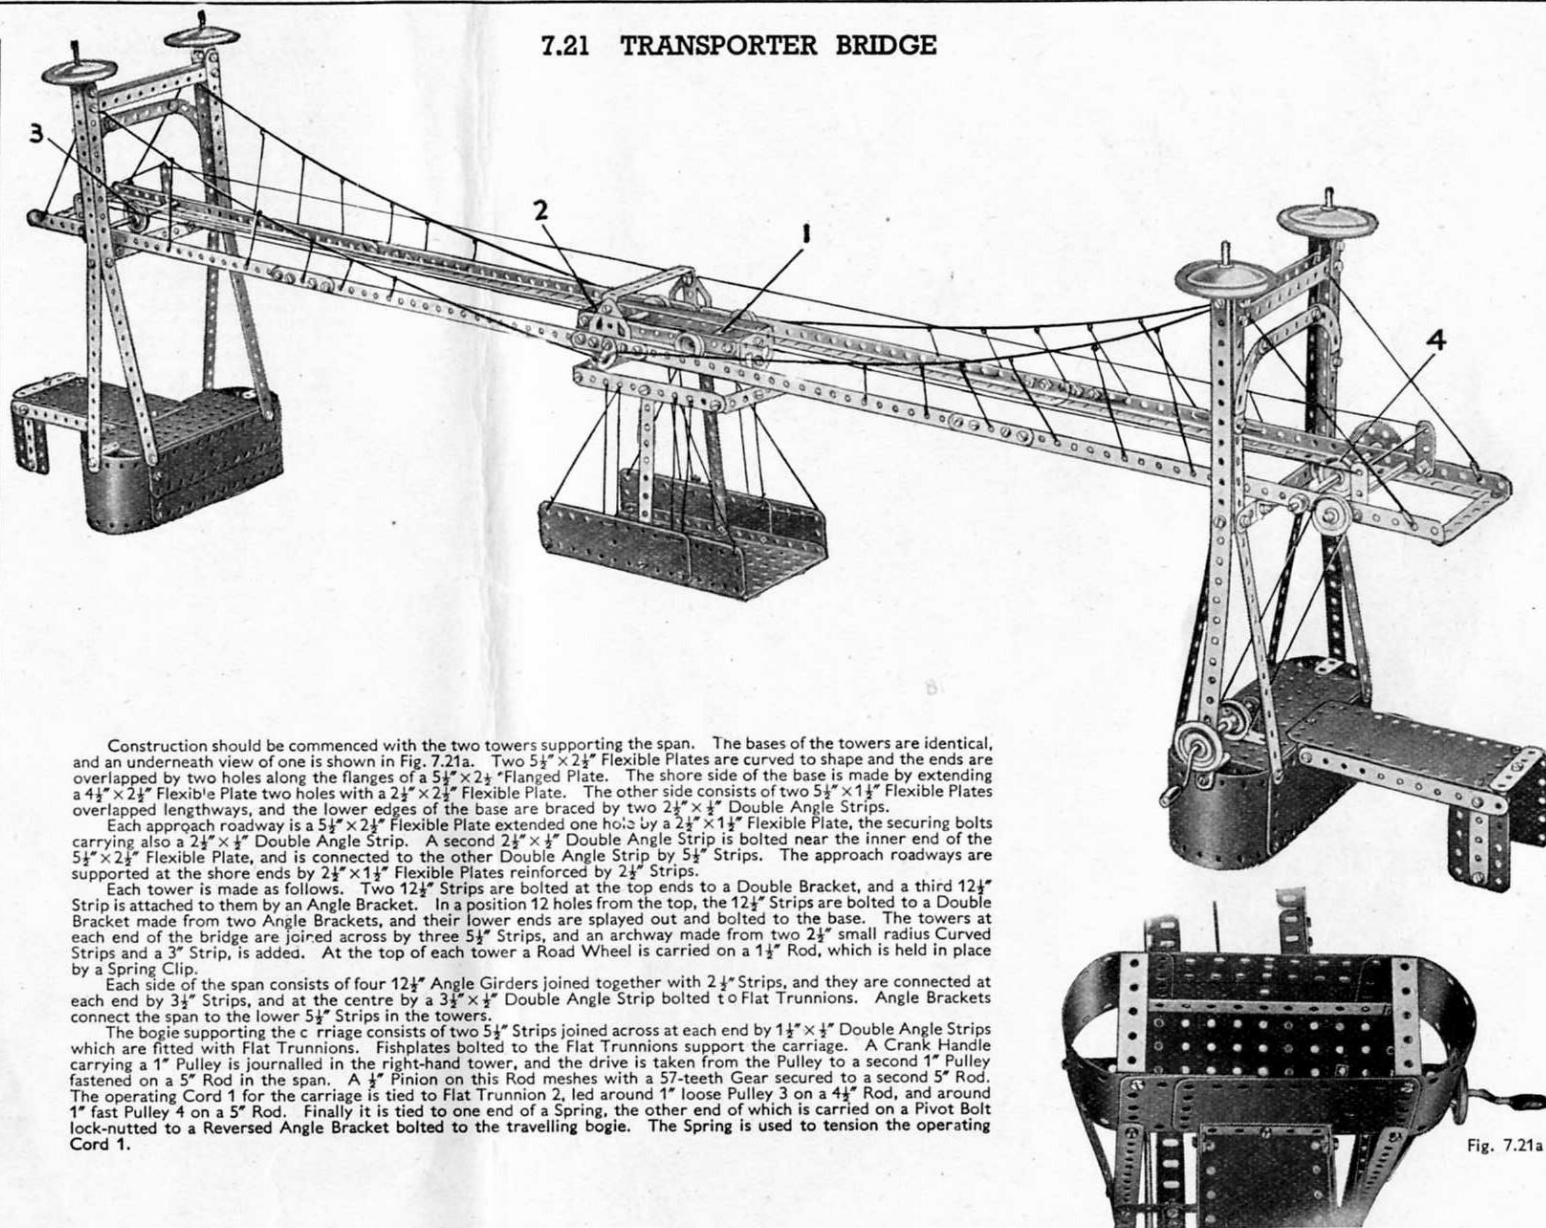 7.21 TRANSPORTER BRIDGE
3
2
1
4
Construction should be commenced with the two towers supporting the span. The bases of the towers are identical,
and an underneath view of one is shown in Fig. 7.21a. Two 5½″ × 2½″ Flexible Plates are curved to shape and the ends are
overlapped by two holes along the flanges of a 5½″ × 2½ ″Flanged Plate. The shore side of the base is made by extending
a 4½″ × 2½″ Flexib'e Plate two holes with a 2½″ × 2½″ Flexible Plate. The other side consists of two 5½″ × 1½″ Flexible Plates
overlapped lengthways, and the lower edges of the base are braced by two 2½″ × ½″ Double Angle Strips.
Each approach roadway is a 5½″ × 2½″ Flexible Plate extended one hole by a 2½″ × 1½″ Flexible Plate, the securing bolts
carrying also a 2½″ × ½″ Double Angle Strip. A second 2½″ × ½″ Double Angle Strip is bolted near the inner end of the
5½″ × 2½″ Flexible Plate, and is connected to the other Double Angle Strip by 5½″ Strips. The approach roadways are
supported at the shore ends by 2½″ × 1½″ Flexible Plates reinforced by 2½″ Strips.
Each tower is made as follows. Two 12½″ Strips are bolted at the top ends to a Double Bracket, and a third 12½″
Strip is attached to them by an Angle Bracket. In a position 12 holes from the top, the 12½″ Strips are bolted to a Double
Bracket made from two Angle Brackets, and their lower ends are splayed out and bolted to the base. The towers at
each end of the bridge are joined across by three 5½″ Strips, and an archway made from two 2½″ small radius Curved
Strips and a 3″ Strip, is added. At the top of each tower a Road Wheel is carried on a 1½″ Rod, which is held in place
by a Spring Clip.
Each side of the span consists of four 12½″ Angle Girders joined together with 2½″ Strips, and they are connected at
each end by 3½″ Strips, and at the centre by a 3½″ × ½″ Double Angle Strip bolted to Flat Trunnions. Angle Brackets
connect the span to the lower 5½″ Strips in the towers.
The bogie supporting the c rriage consists of two 5½″ Strips joined across at each end by 1½″ × ½″ Double Angle Strips
which are fitted with Flat Trunnions. Fishplates bolted to the Flat Trunnions support the carriage. A Crank Handle
carrying a 1″ Pulley is journalled in the right-hand tower, and the drive is taken from the Pulley to a second 1″ Pulley
fastened on a 5″ Rod in the span. A ½″ Pinion on this Rod meshes with a 57-teeth Gear secured to a second 5″ Rod.
The operating Cord 1 for the carriage is tied to Flat Trunnion 2, led around 1″ loose Pulley 3 on a 4½″ Rod, and around
1″ fast Pulley 4 on a 5″ Rod. Finally it is tied to one end of a Spring, the other end of which is carried on a Pivot Bolt
lock-nutted to a Reversed Angle Bracket bolted to the travelling bogie. The Spring is used to tension the operating
Cord 1.
Fig. 7.21a